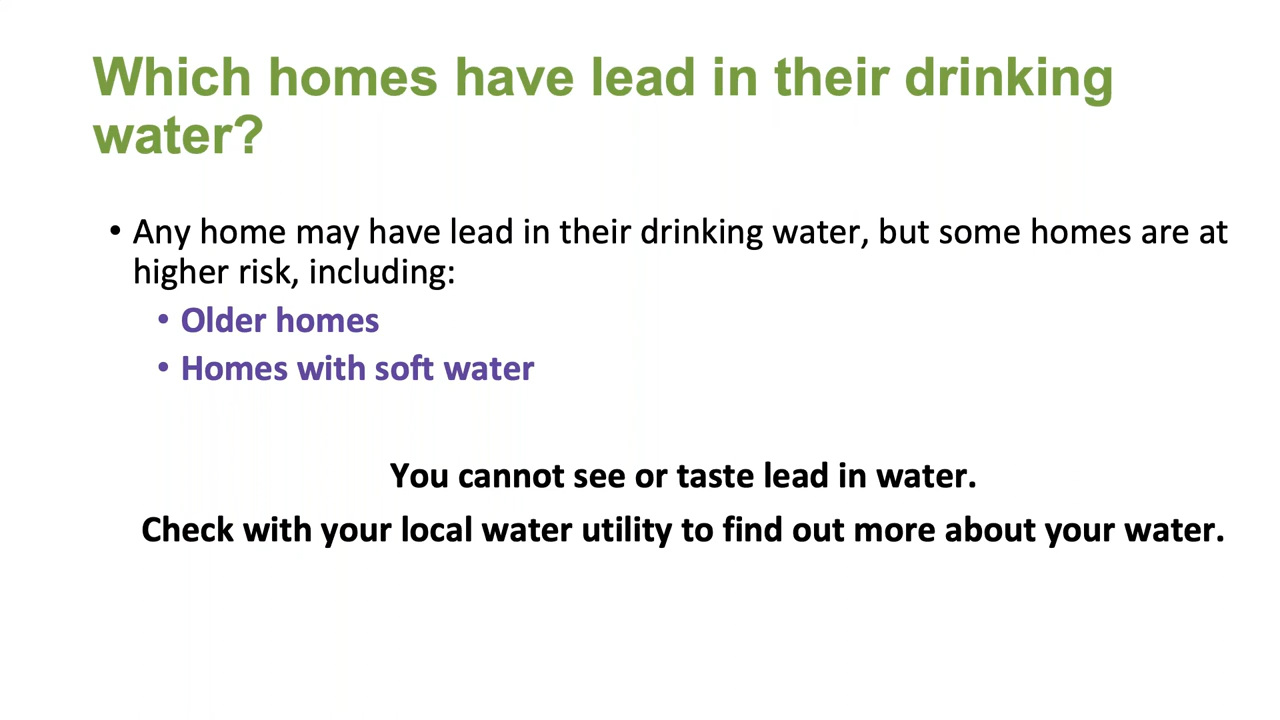 Which homes have lead in their drinking
water?
• Any home may have lead in their drinking water, but some homes are at
higher risk, including:
• Older homes
• Homes with soft water
You cannot see or taste lead in water.
Check with your local water utility to find out more about your water.